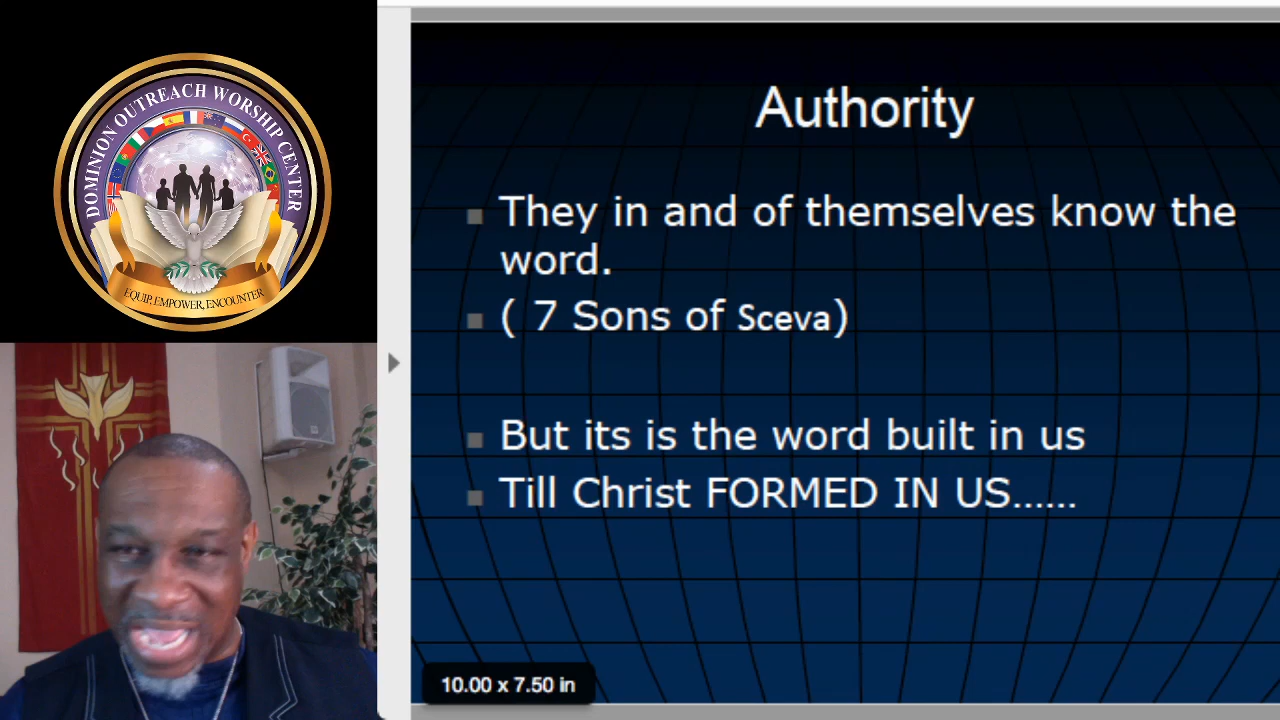 DOMINION OUTREACH WORSHIP CENTER
EQUIP, EMPOWER, ENCOUNTER
Authority
They in and of themselves know the
word.
( 7 Sons of Sceva)
But its is the word built in us
Till Christ FORMED IN US......
10.00 x 7.50 in